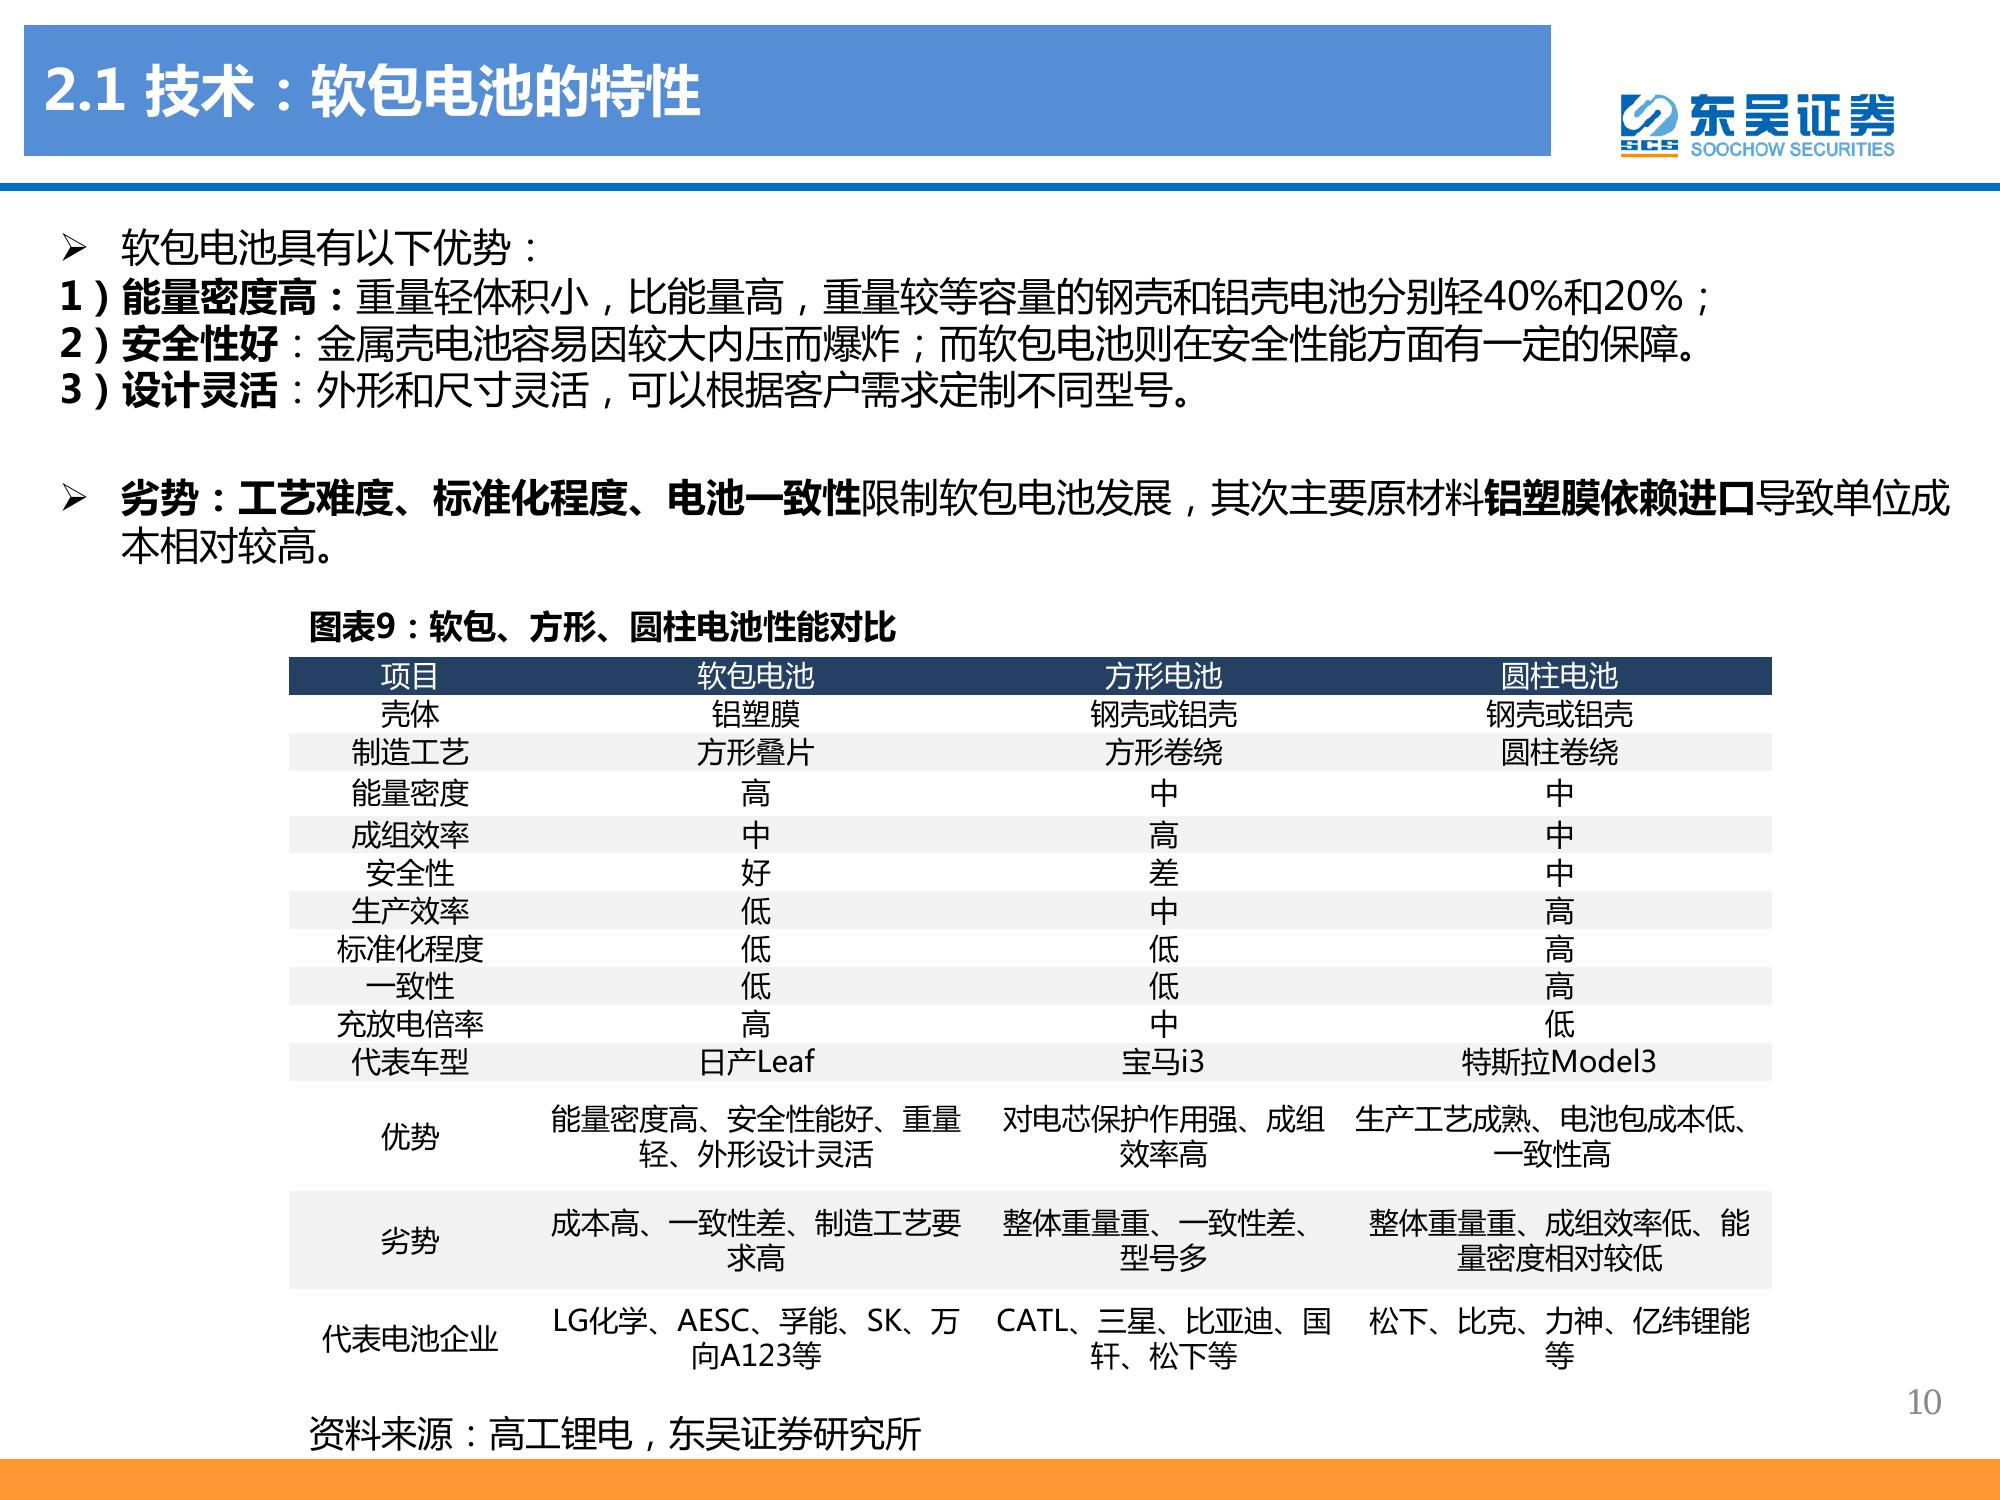 2.1 技术：软包电池的特性
SCS
东吴证券
SOOCHOW SECURITIES
➢ 软包电池具有以下优势：
1）能量密度高：重量轻体积小，比能量高，重量较等容量的钢壳和铝壳电池分别轻40%和20%；
2）安全性好：金属壳电池容易因较大内压而爆炸；而软包电池则在安全性能方面有一定的保障。
3）设计灵活：外形和尺寸灵活，可以根据客户需求定制不同型号。
➢ 劣势：工艺难度、标准化程度、电池一致性限制软包电池发展，其次主要原材料铝塑膜依赖进口导致单位成
本相对较高。
图表9：软包、方形、圆柱电池性能对比
项目 软包电池 方形电池 圆柱电池
壳体 铝塑膜 钢壳或铝壳 钢壳或铝壳
制造工艺 方形叠片 方形卷绕 圆柱卷绕
能量密度 高 中 中
成组效率 中 高 中
安全性 好 差 中
生产效率 低 中 高
标准化程度 低 低 高
一致性 低 低 高
充放电倍率 高 中 低
代表车型 日产Leaf 宝马i3 特斯拉Model3
优势
能量密度高、安全性能好、重量
轻、外形设计灵活
对电芯保护作用强、成组
效率高
生产工艺成熟、电池包成本低、
一致性高
劣势
成本高、一致性差、制造工艺要
求高
整体重量重、一致性差、
型号多
整体重量重、成组效率低、能
量密度相对较低
代表电池企业
LG化学、AESC、孚能、SK、万
向A123等
CATL、三星、比亚迪、国
轩、松下等
松下、比克、力神、亿纬锂能
等
资料来源：高工锂电，东吴证券研究所
10